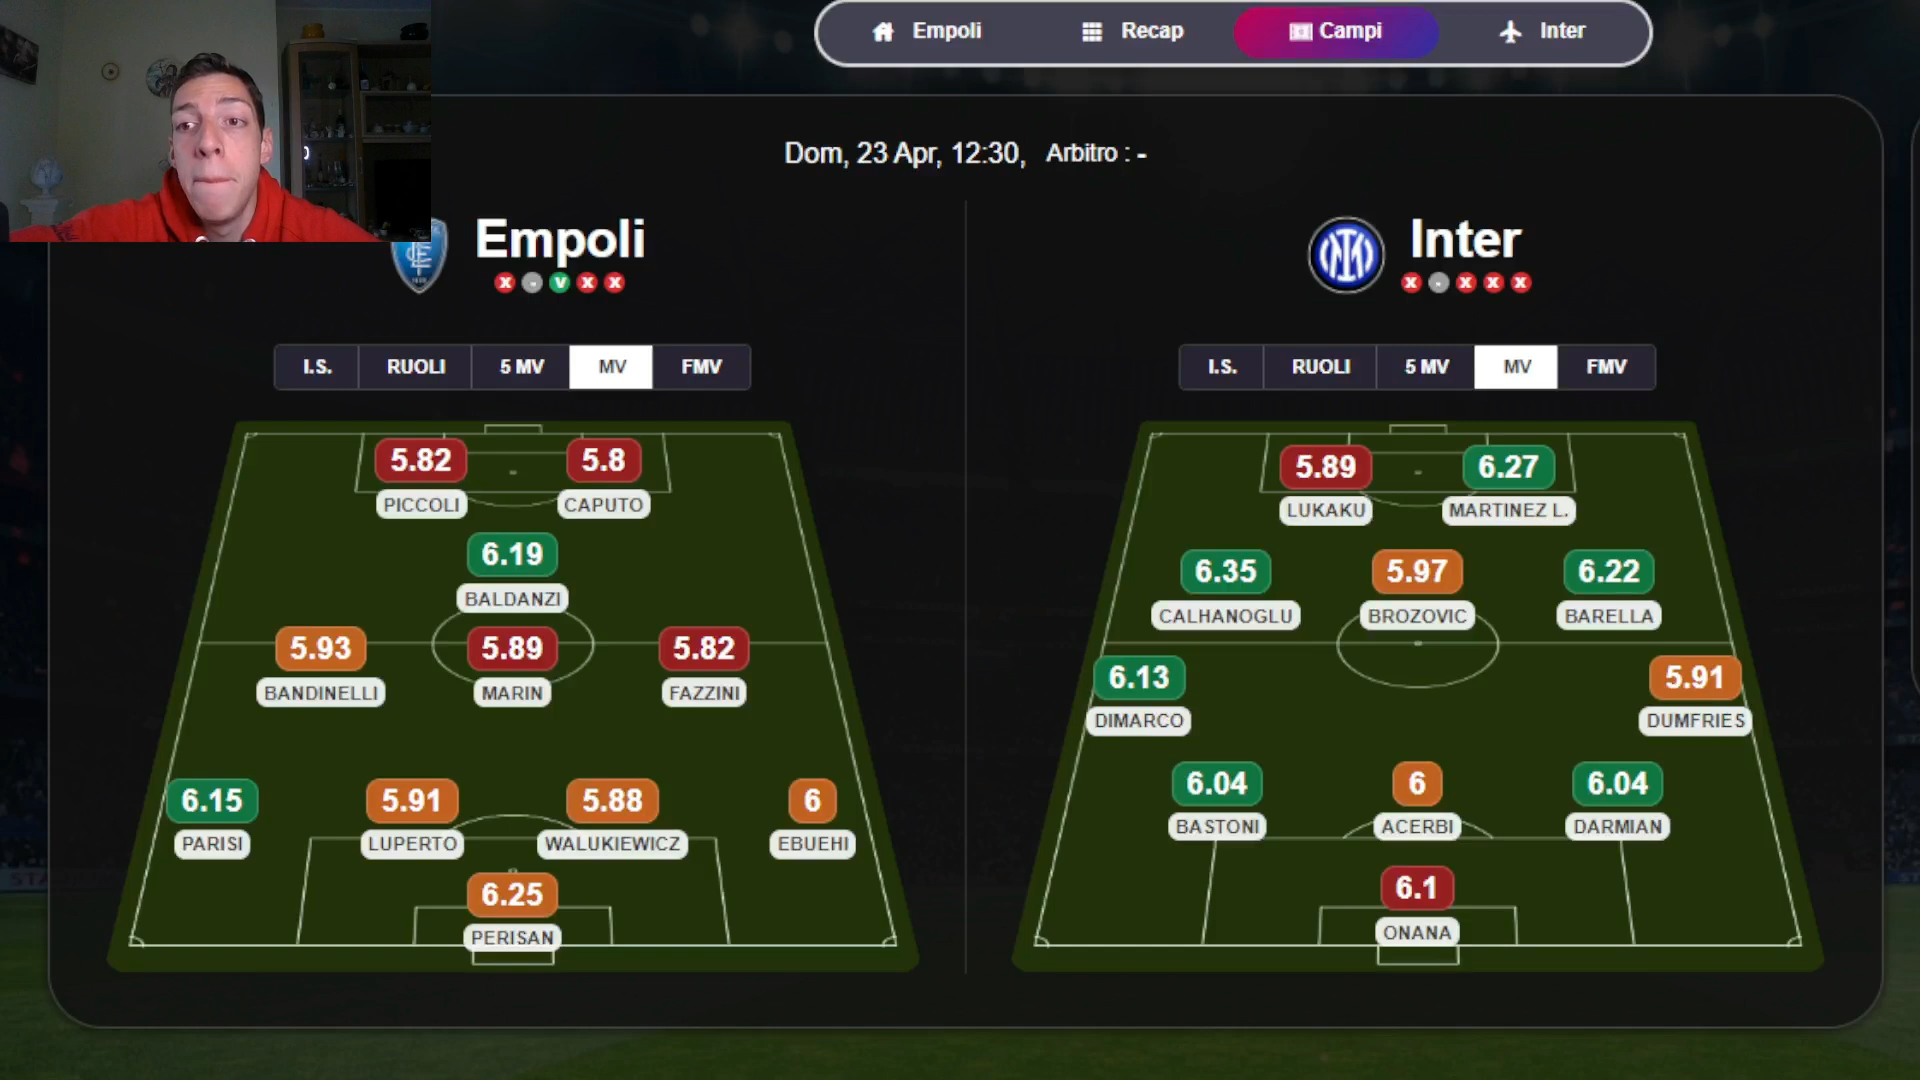 Empoli
Recap
Campi
Inter
Dom, 23 Apr, 12:30, Arbitro : -
Empoli
X - V X X
I.S. RUOLI 5 MV MV FMV
5.82 5.8
PICCOLI CAPUTO
6.19
BALDANZI
5.93 5.89 5.82
BANDINELLI MARIN FAZZINI
6.15 5.91 5.88 6
PARISI LUPERTO WALUKIEWICZ EBUEHI
6.25
PERISAN
Inter
X - X X X
I.S. RUOLI 5 MV MV FMV
5.89 6.27
LUKAKU MARTINEZ L.
6.35 5.97 6.22
CALHANOGLU BROZOVIC BARELLA
6.13 5.91
DIMARCO DUMFRIES
6.04 6 6.04
BASTONI ACERBI DARMIAN
6.1
ONANA